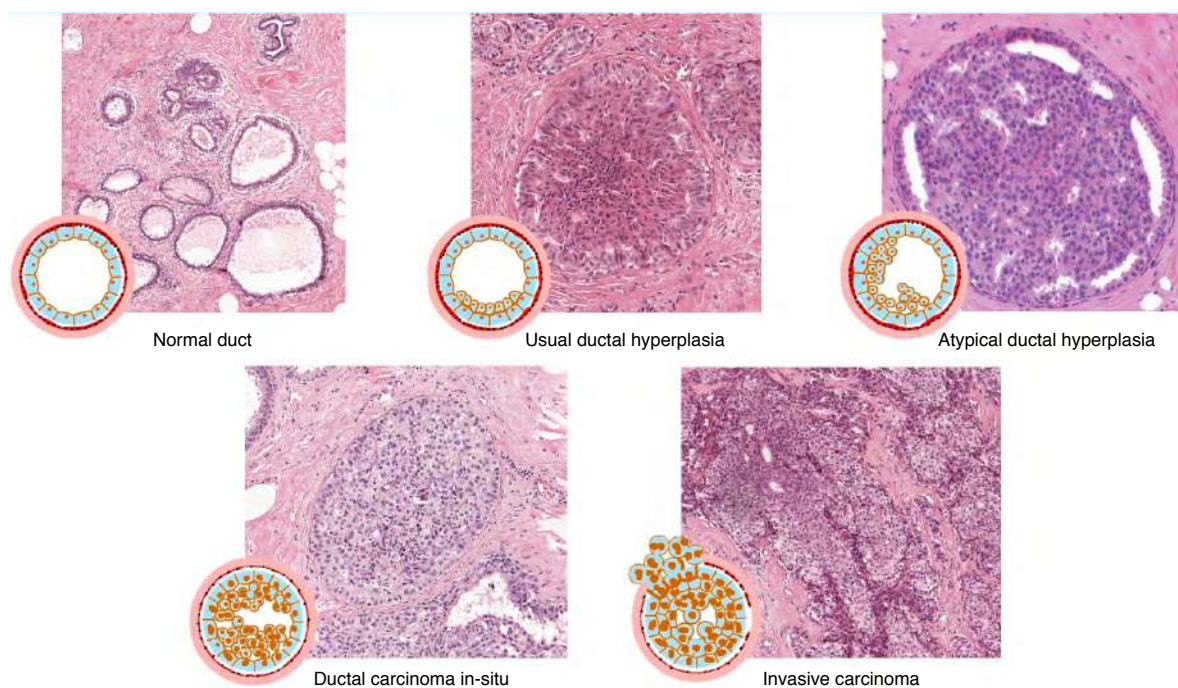 Normal duct
Usual ductal hyperplasia
Atypical ductal hyperplasia
Ductal carcinoma in-situ
Invasive carcinoma